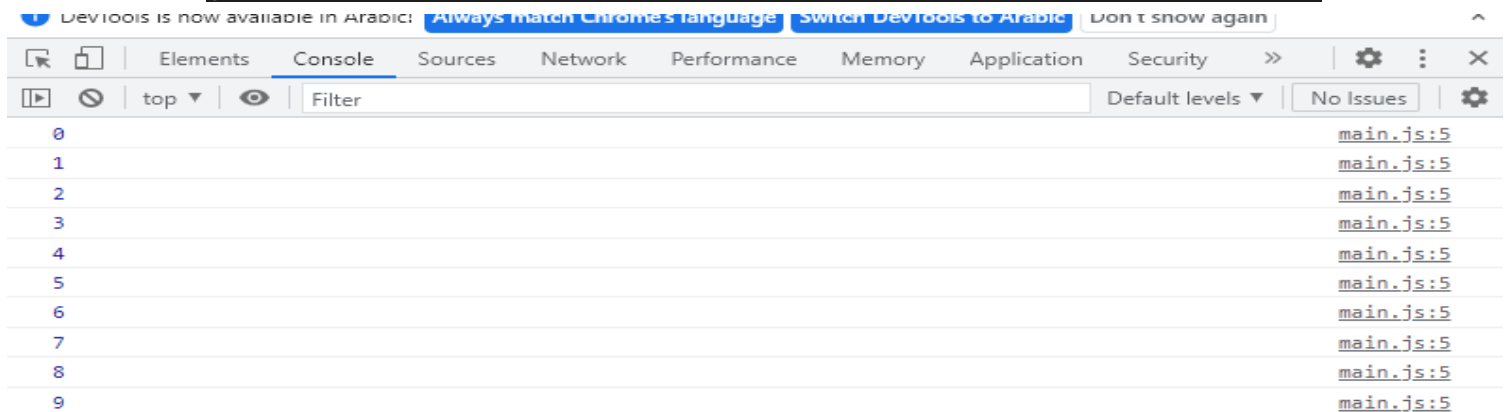 DevTools is now available in Arabic! Always match Chrome's language Switch DevTools to Arabic Don't show again
Elements Console Sources Network Performance Memory Application Security
top Filter Default levels No Issues
0 main.js:5
1 main.js:5
2 main.js:5
3 main.js:5
4 main.js:5
5 main.js:5
6 main.js:5
7 main.js:5
8 main.js:5
9 main.js:5